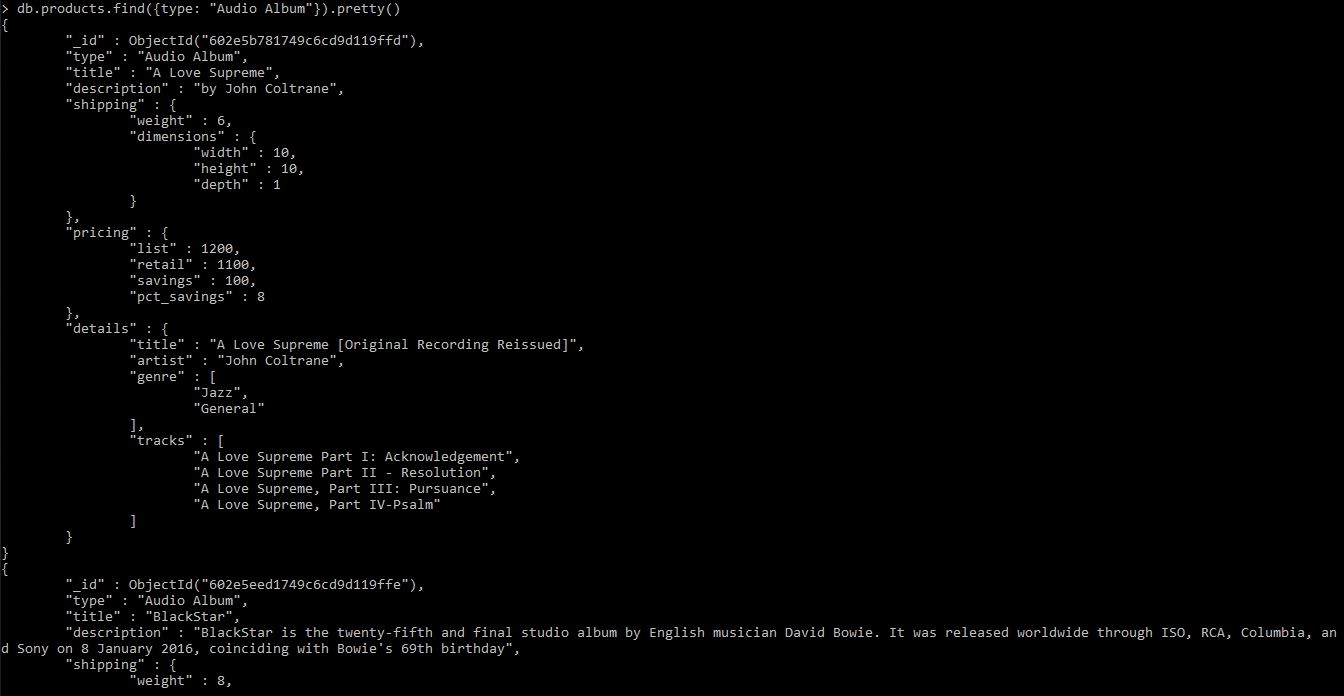 > db.products.find({type: "Audio Album"}).pretty()
{
        "_id" : ObjectId("602e5b781749c6cd9d119ffd"),
        "type" : "Audio Album",
        "title" : "A Love Supreme",
        "description" : "by John Coltrane",
        "shipping" : {
                "weight" : 6,
                "dimensions" : {
                        "width" : 10,
                        "height" : 10,
                        "depth" : 1
                }
        },
        "pricing" : {
                "list" : 1200,
                "retail" : 1100,
                "savings" : 100,
                "pct_savings" : 8
        },
        "details" : {
                "title" : "A Love Supreme [Original Recording Reissued]",
                "artist" : "John Coltrane",
                "genre" : [
                        "Jazz",
                        "General"
                ],
                "tracks" : [
                        "A Love Supreme Part I: Acknowledgement",
                        "A Love Supreme Part II - Resolution",
                        "A Love Supreme, Part III: Pursuance",
                        "A Love Supreme, Part IV-Psalm"
                ]
        }
}
{
        "_id" : ObjectId("602e5eed1749c6cd9d119ffe"),
        "type" : "Audio Album",
        "title" : "BlackStar",
        "description" : "BlackStar is the twenty-fifth and final studio album by English musician David Bowie. It was released worldwide through ISO, RCA, Columbia, an
d Sony on 8 January 2016, coinciding with Bowie's 69th birthday",
        "shipping" : {
                "weight" : 8,